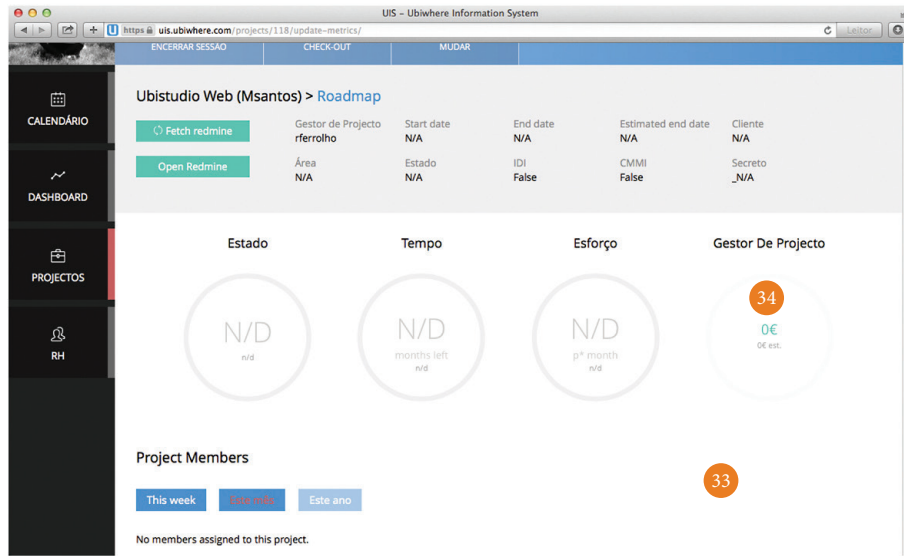 UIS – Ubiwhere Information System
https uis.ubiwhere.com/projects/118/update-metrics/
Leitor
ENCERRAR SESSÃO CHECK-OUT MUDAR
CALENDÁRIO
DASHBOARD
PROJECTOS
RH
Ubistudio Web (Msantos) > Roadmap
Fetch redmine
Open Redmine
Gestor de Projecto Start date End date Estimated end date Cliente
rferrolho N/A N/A N/A N/A
Área Estado IDI CMMI Secreto
N/A N/A False False _N/A
Estado Tempo Esforço Gestor De Projecto
34
N/D N/D N/D 0€
n/d months left p* month 0€ est.
n/d n/d
Project Members
33
This week Este mês Este ano
No members assigned to this project.